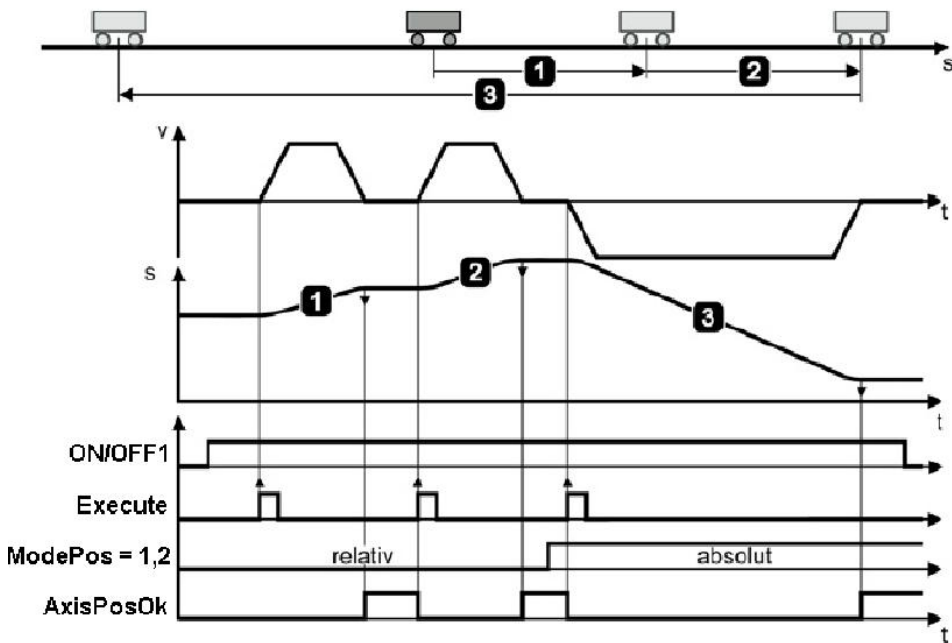 s
1 2
3
v
t
s
1 2 3
t
ON/OFF1
Execute
ModePos = 1,2 relativ absolut
AxisPosOk
t